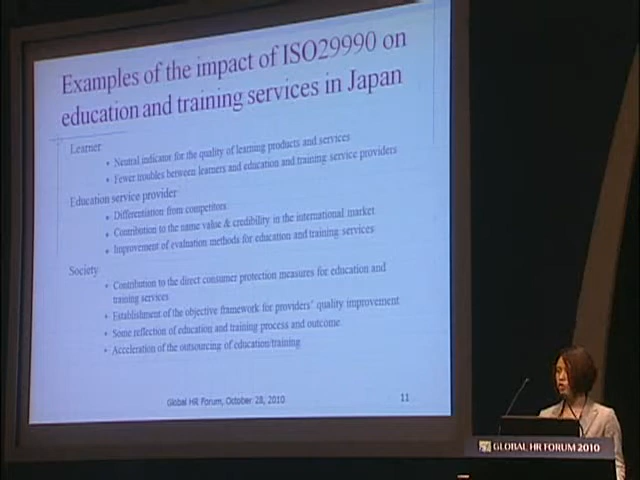 Examples of the impact of ISO29990 on
education and training services in Japan
Learner
• Neutral indicator for the quality of learning products and services
• Fewer troubles between learners and education and training service providers
Education service provider
• Differentiation from competitors
• Contribution to the name value & credibility in the international market
• Improvement of evaluation methods for education and training services
Society
• Contribution to the direct consumer protection measures for education and
training services
• Establishment of the objective framework for providers' quality improvement
• Some reflection of education and training process and outcome
• Acceleration of the outsourcing of education/training
Global HR Forum, October 28, 2010
11
GLOBAL HR FORUM 2010